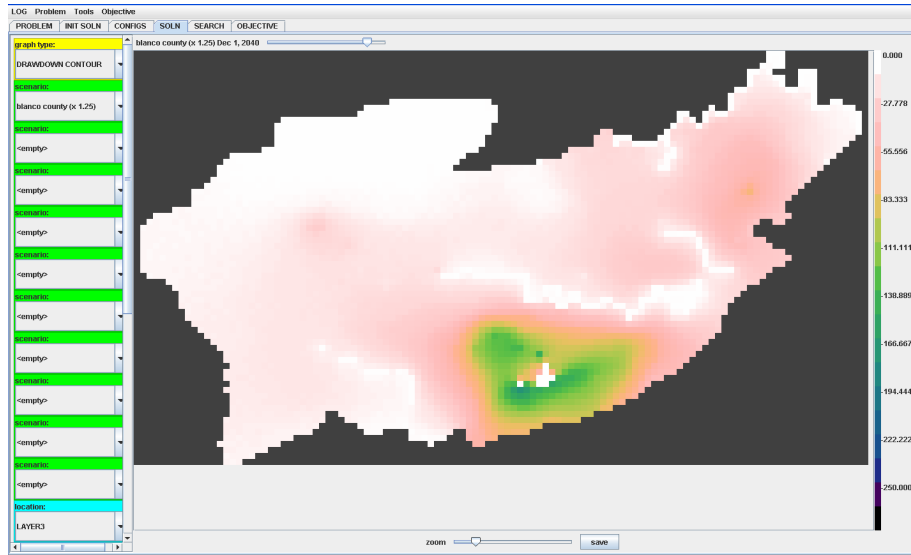 LOG Problem Tools Objective
PROBLEM INIT SOLN CONFIGS SOLN SEARCH OBJECTIVE
graph type:
DRAWDOWN CONTOUR
scenario:
blanco county (x 1.25)
scenario:
<empty>
scenario:
<empty>
scenario:
<empty>
scenario:
<empty>
scenario:
<empty>
scenario:
<empty>
scenario:
<empty>
scenario:
<empty>
scenario:
<empty>
location:
LAYER3
blanco county (x 1.25) Dec 1, 2040
0.000
-27.778
-55.556
-83.333
-111.111
-138.889
-166.667
-194.444
-222.222
-250.000
zoom save